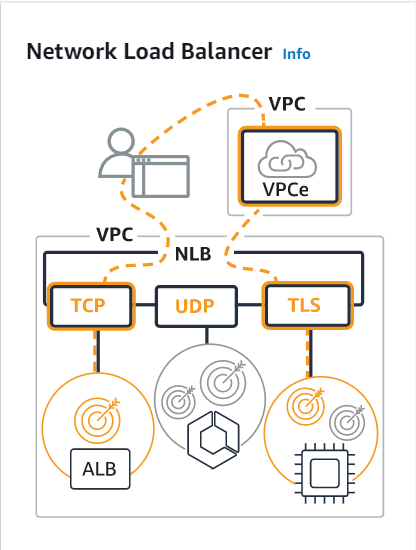 Network Load Balancer Info
VPC
VPCe
VPC
NLB
TCP UDP TLS
ALB